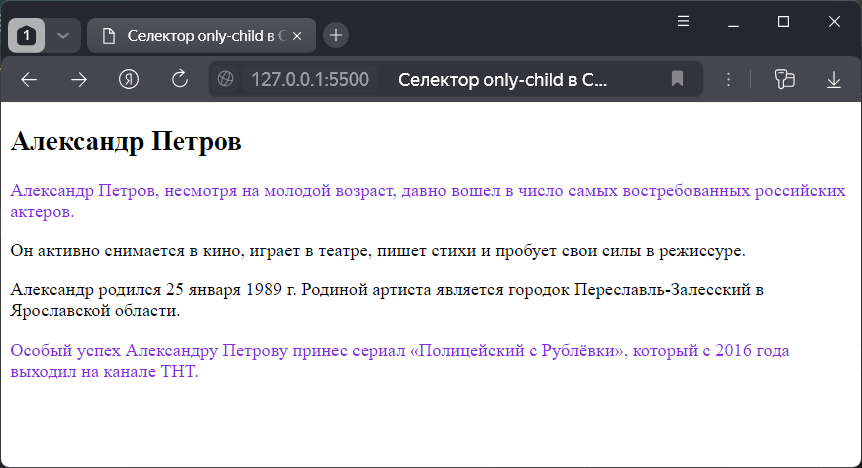 1
Селектор only-child в С
127.0.0.1:5500 Селектор only-child в С...
Александр Петров
Александр Петров, несмотря на молодой возраст, давно вошел в число самых востребованных российских
актеров.
Он активно снимается в кино, играет в театре, пишет стихи и пробует свои силы в режиссуре.
Александр родился 25 января 1989 г. Родиной артиста является городок Переславль-Залесский в
Ярославской области.
Особый успех Александру Петрову принес сериал «Полицейский с Рублёвки», который с 2016 года
выходил на канале ТНТ.